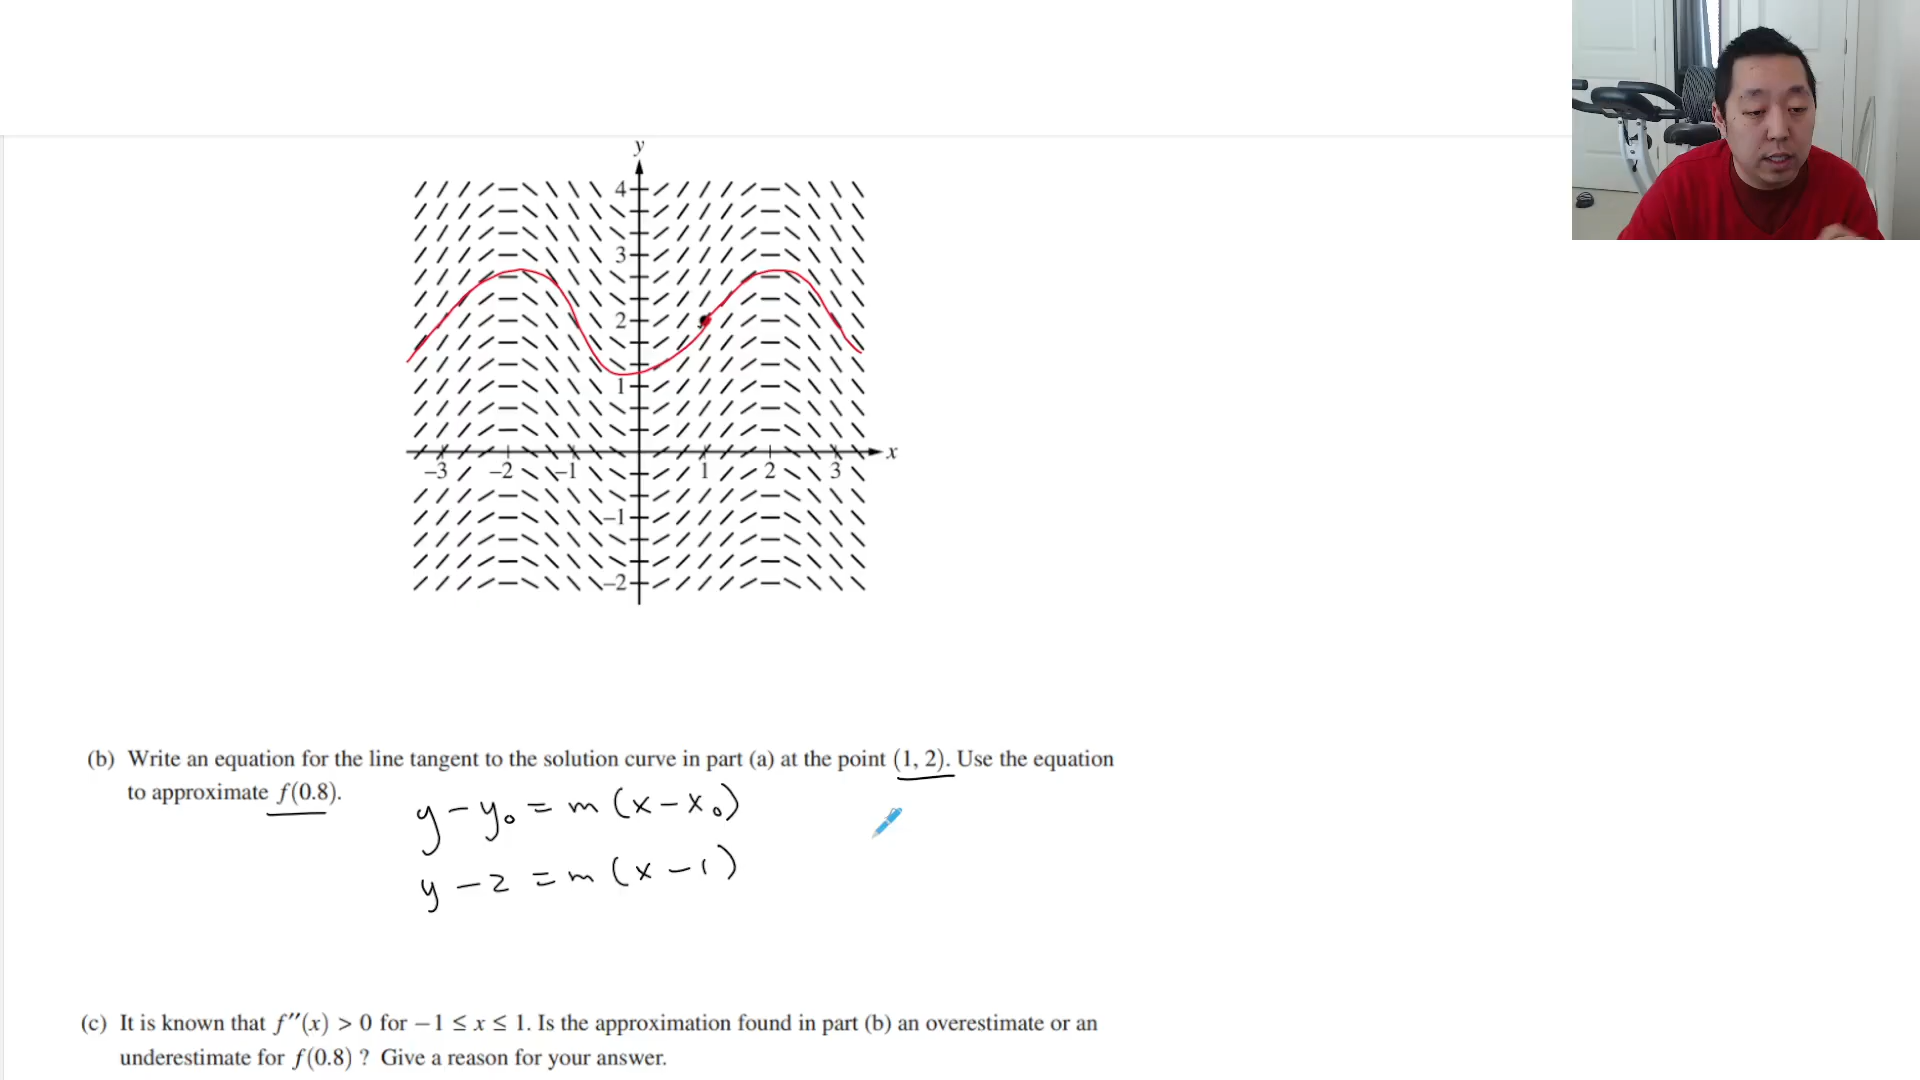 y
4
3
2
1
x
–3 –2 –1 1 2 3
–1
–2
(b) Write an equation for the line tangent to the solution curve in part (a) at the point (1, 2). Use the equation
to approximate f(0.8).
y – y₀ = m (x – x₀)
y – 2 = m (x – 1)
(c) It is known that f″(x) > 0 for –1 ≤ x ≤ 1. Is the approximation found in part (b) an overestimate or an
underestimate for f(0.8) ? Give a reason for your answer.